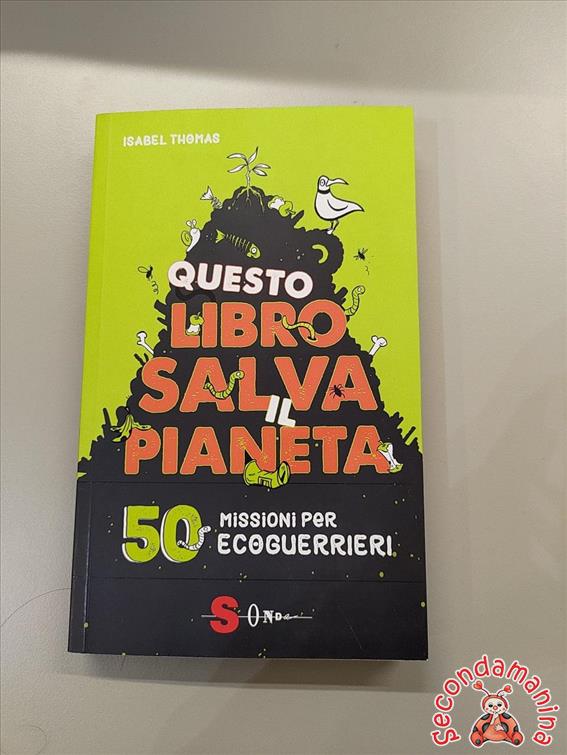 ISABEL THOMAS
QUESTO
LIBRO
SALVA
IL
PIANETA
50 MISSIONI PER
ECOGUERRIERI
SONDA
Secondamanina